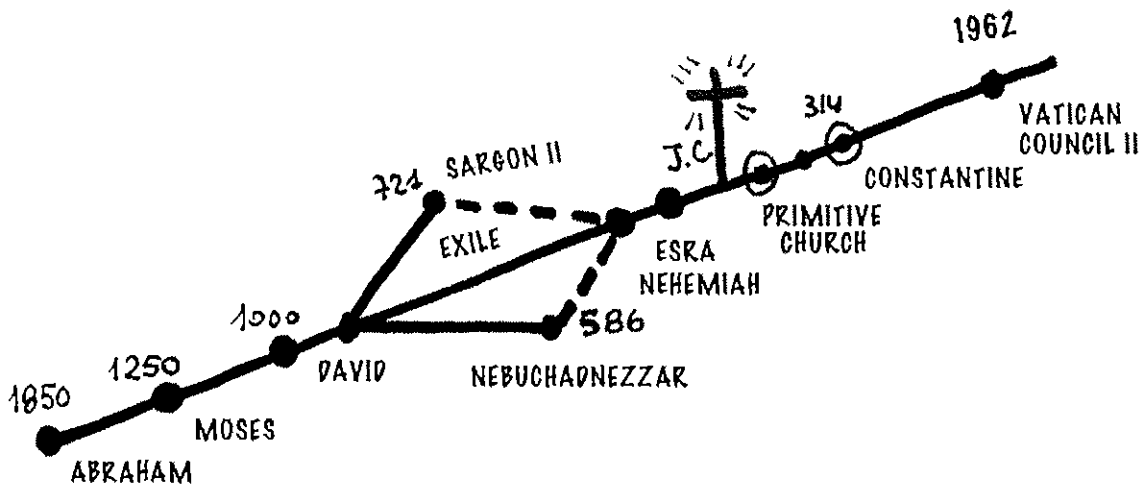 1962
VATICAN
COUNCIL II
314
CONSTANTINE
J.C.
PRIMITIVE
CHURCH
SARGON II
721
EXILE
ESRA
NEHEMIAH
586
NEBUCHADNEZZAR
1000
DAVID
1250
MOSES
1850
ABRAHAM